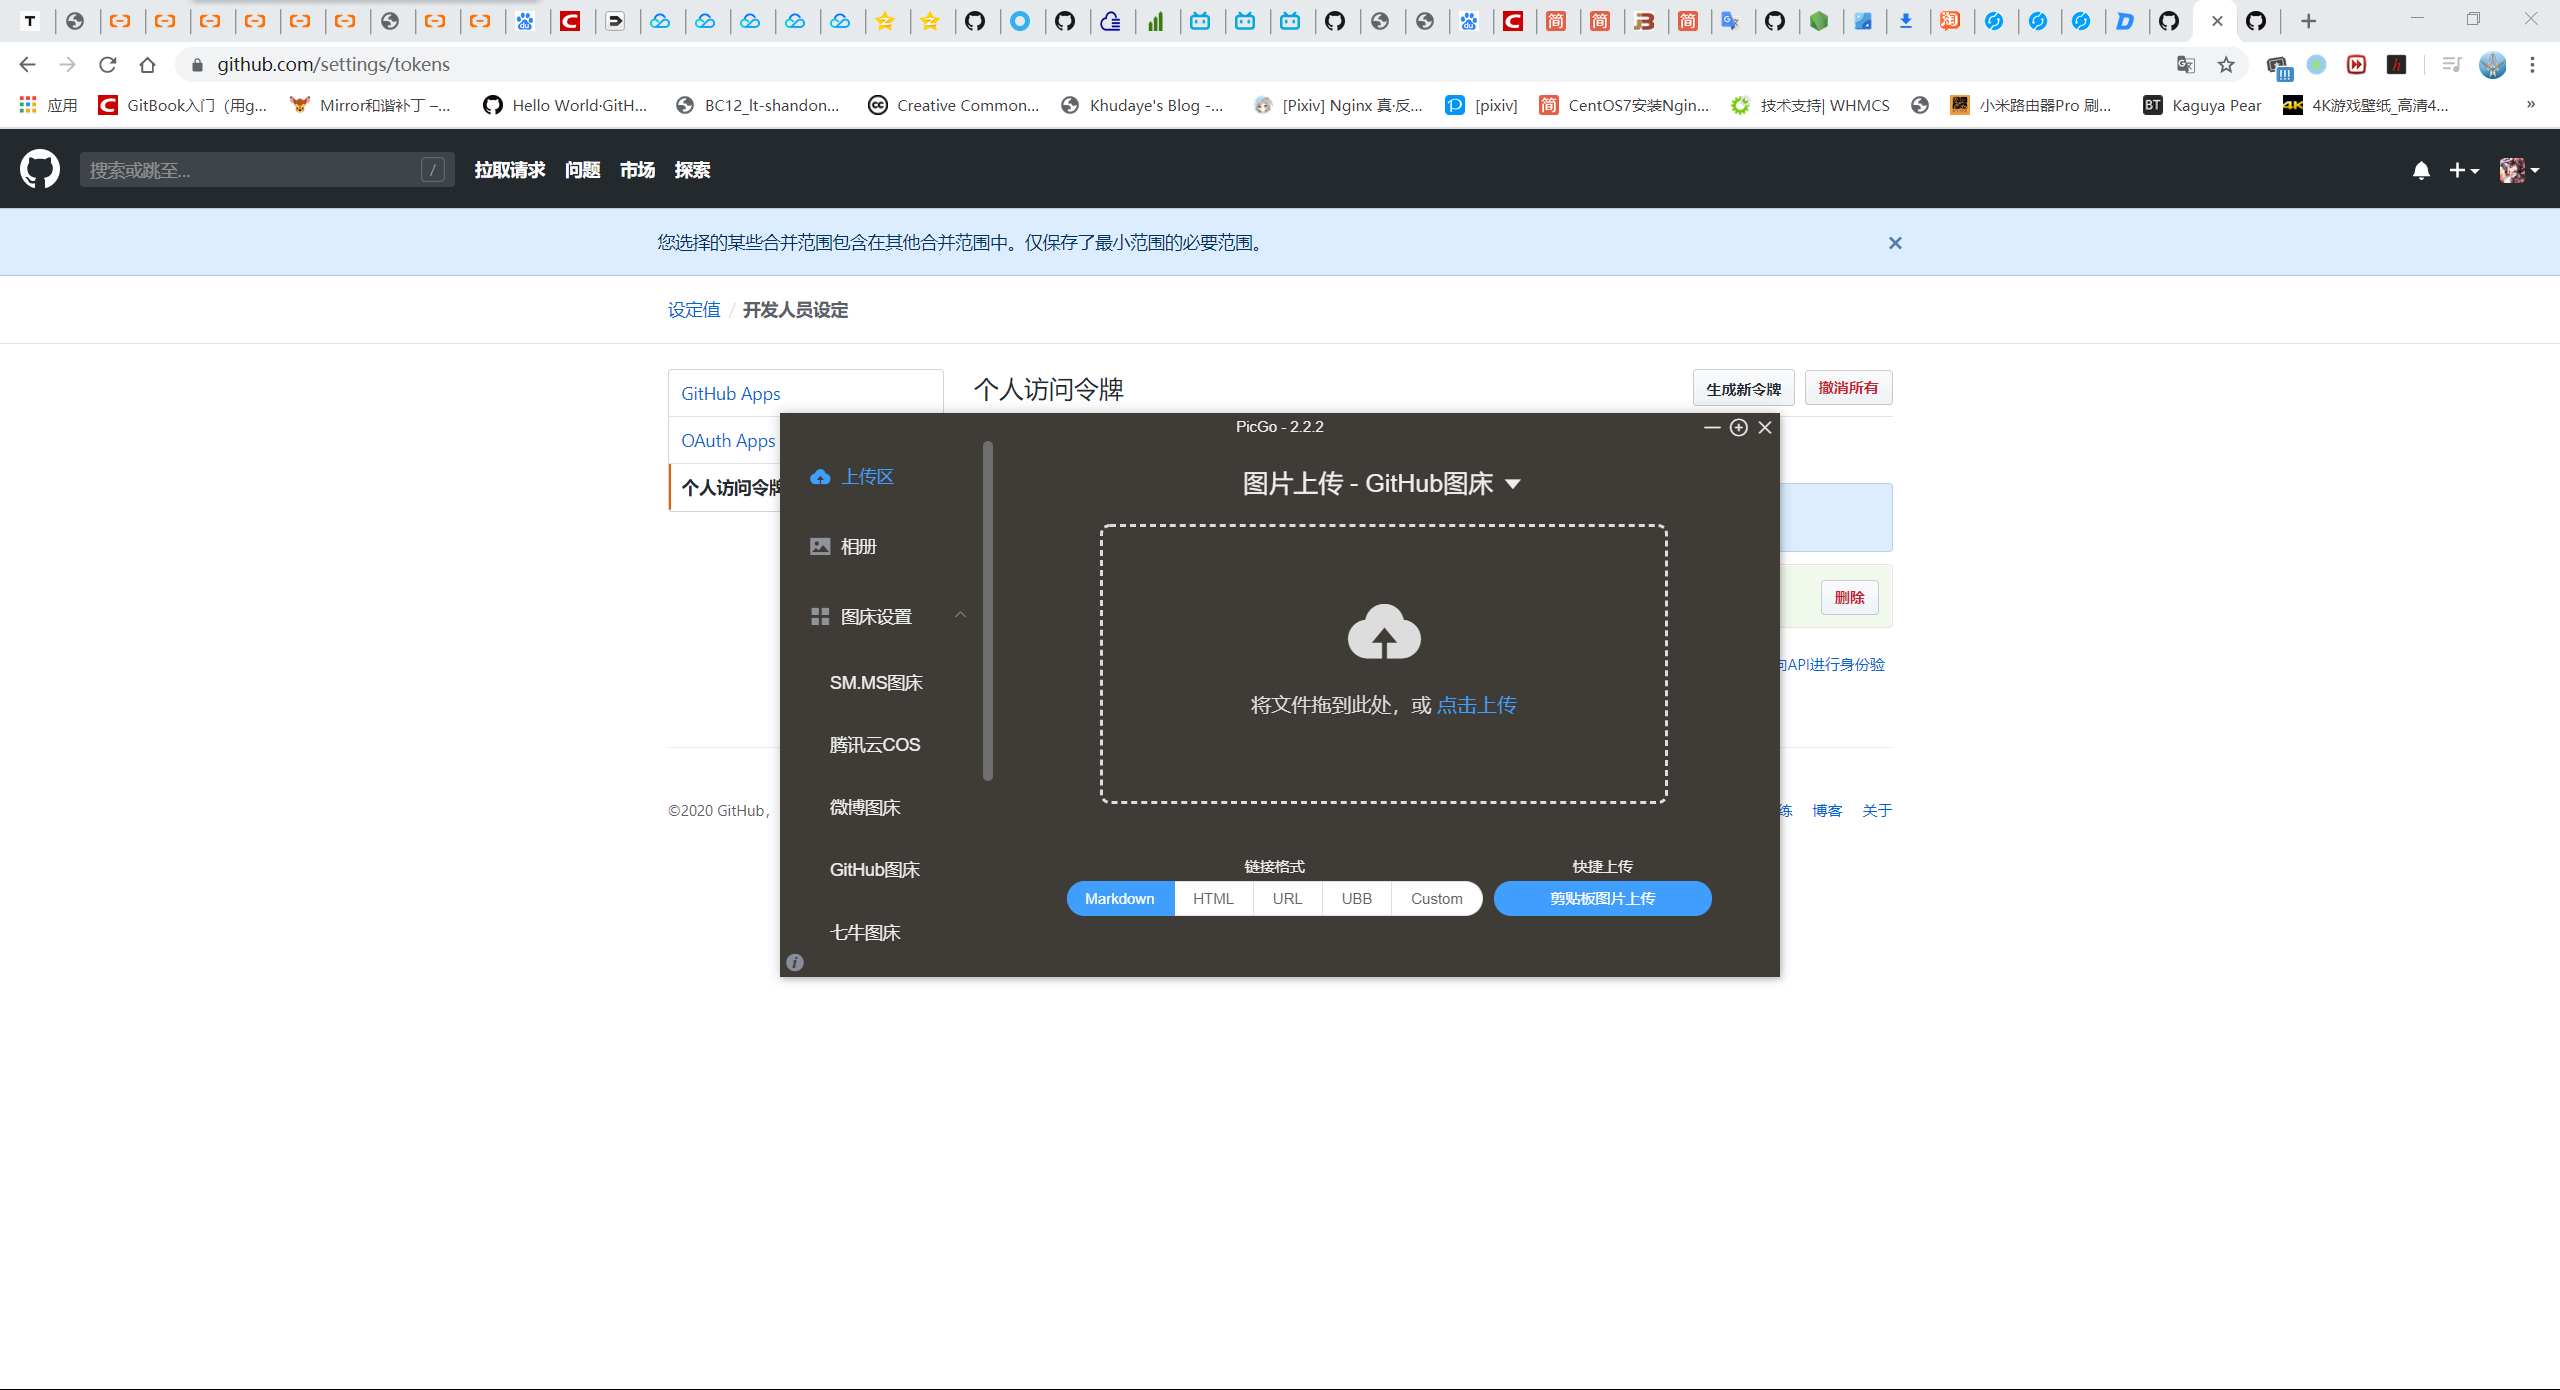 github.com/settings/tokens
应用 GitBook入门（用g... Mirror和谐补丁 –... Hello World·GitH... BC12_lt-shandon... Creative Common... Khudaye's Blog -... [Pixiv] Nginx 真·反... [pixiv] CentOS7安装Ngin... 技术支持| WHMCS 小米路由器Pro 刷... BT Kaguya Pear 4K 4K游戏壁纸_高清4... »
搜索或跳至... / 拉取请求 问题 市场 探索
您选择的某些合并范围包含在其他合并范围中。仅保存了最小范围的必要范围。
设定值 / 开发人员设定
GitHub Apps
OAuth Apps
个人访问令牌
个人访问令牌
生成新令牌 撤消所有
删除
API进行身份验
©2020 GitHub，
练 博客 关于
PicGo - 2.2.2
上传区
相册
图床设置
SM.MS图床
腾讯云COS
微博图床
GitHub图床
七牛图床
图片上传 - GitHub图床
将文件拖到此处，或 点击上传
链接格式
Markdown HTML URL UBB Custom
快捷上传
剪贴板图片上传